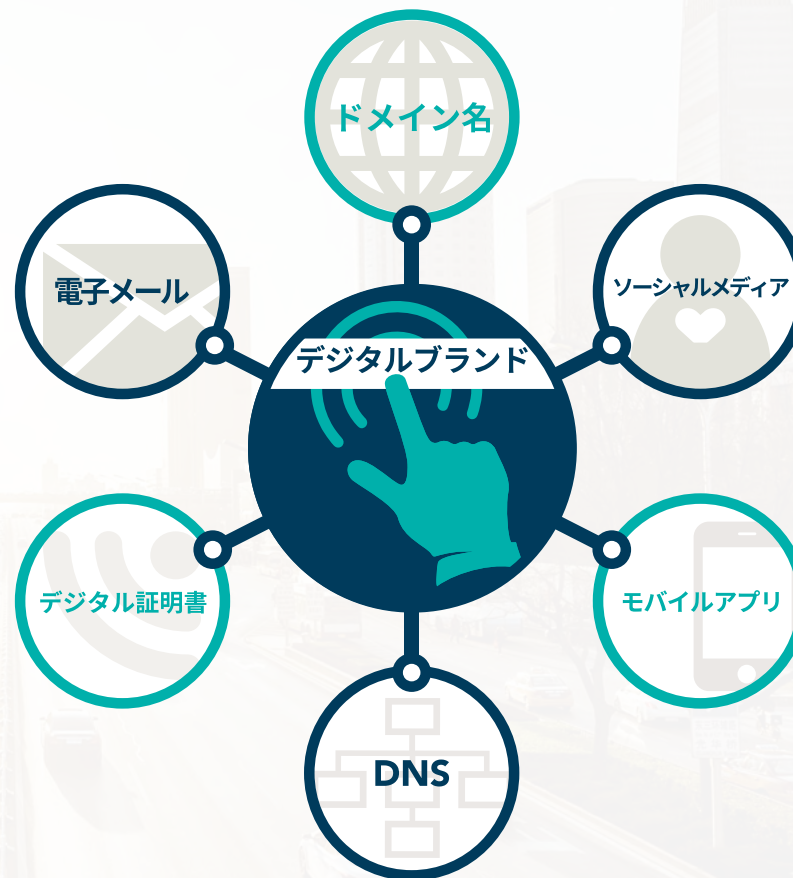 ドメイン名
電子メール
ソーシャルメディア
デジタルブランド
デジタル証明書
モバイルアプリ
DNS